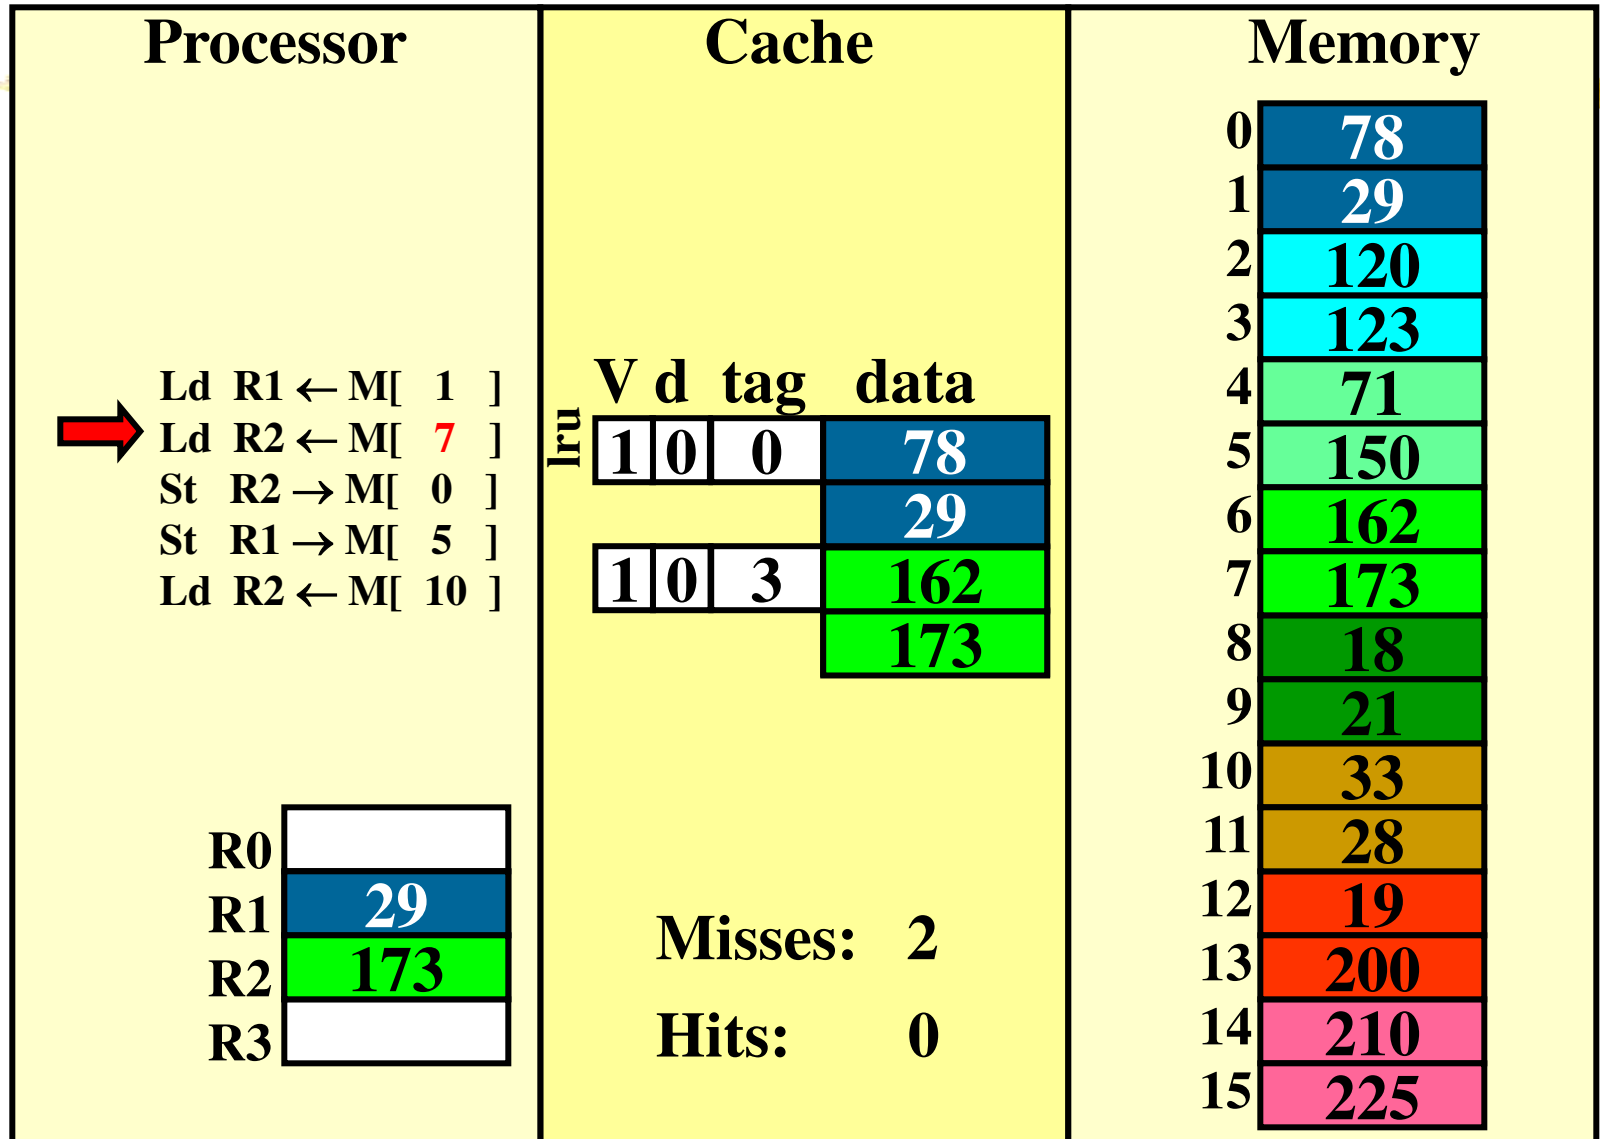 Processor
Ld R1 ← M[ 1 ]
Ld R2 ← M[ 7 ]
St R2 → M[ 0 ]
St R1 → M[ 5 ]
Ld R2 ← M[ 10 ]
R0
R1 29
R2 173
R3
Cache
V d tag data
lru
1 0 0 78
29
1 0 3 162
173
Misses: 2
Hits: 0
Memory
0 78
1 29
2 120
3 123
4 71
5 150
6 162
7 173
8 18
9 21
10 33
11 28
12 19
13 200
14 210
15 225